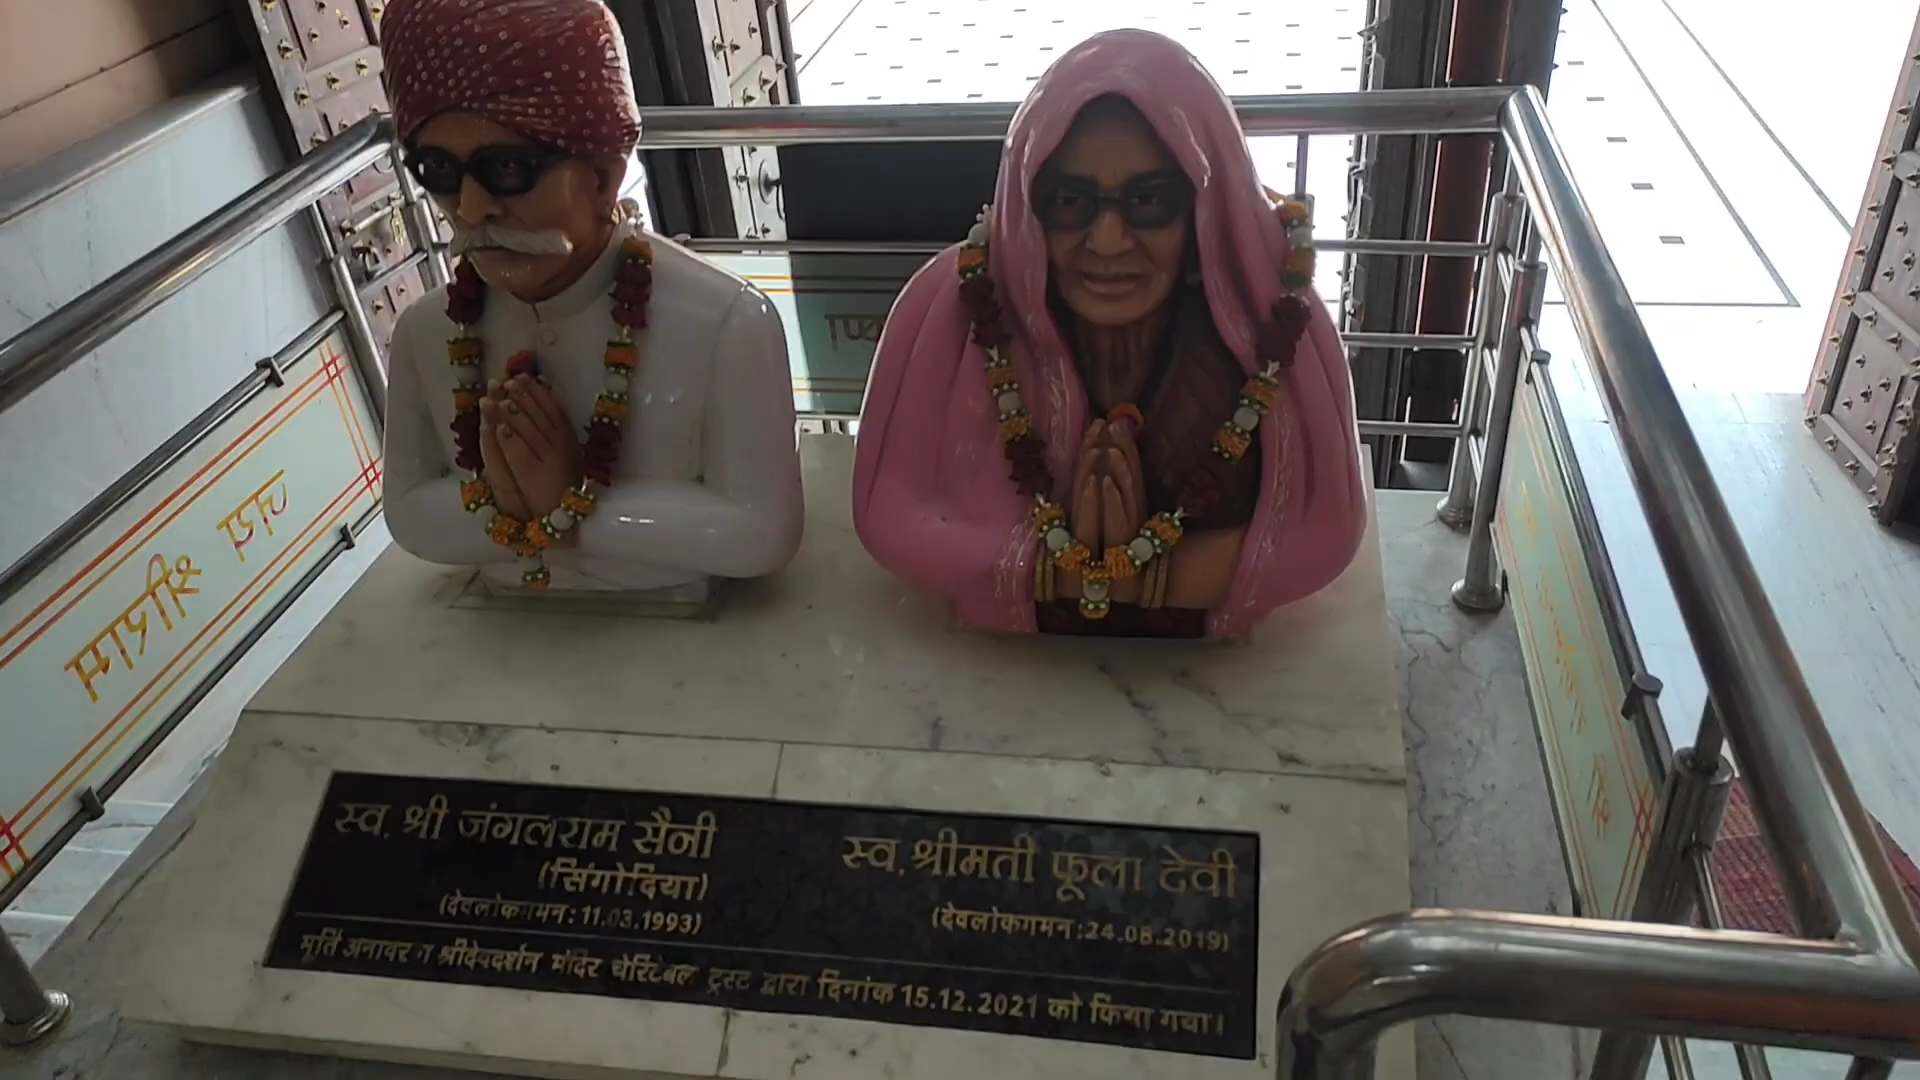 स्व. श्री जंगलराम सैनी
(सिंगोदिया)
(देवलोकगमन: 11.03.1993)
स्व. श्रीमती फूला देवी
(देवलोकगमन:24.08.2019)
मूर्ति अनावरण श्रीदेवदर्शन मंदिर चेरिटेबल ट्रस्ट द्वारा दिनांक 15.12.2021 को किया गया।